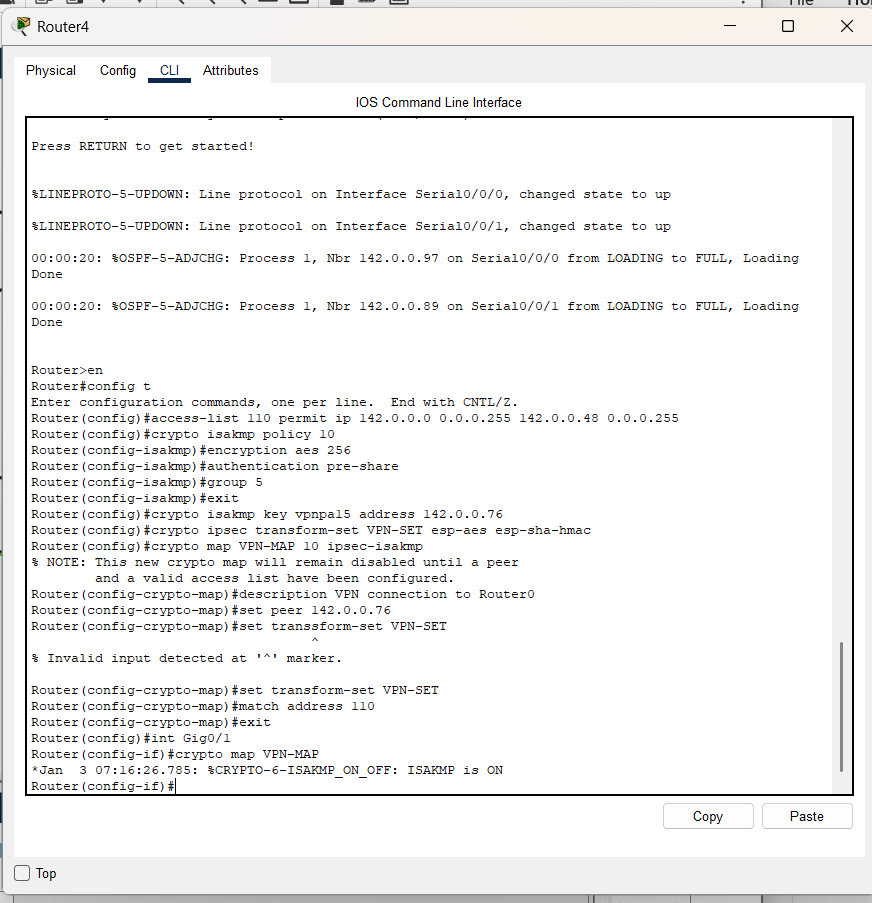 File
Router4
Physical Config CLI Attributes
IOS Command Line Interface
Press RETURN to get started!
%LINEPROTO-5-UPDOWN: Line protocol on Interface Serial0/0/0, changed state to up
%LINEPROTO-5-UPDOWN: Line protocol on Interface Serial0/0/1, changed state to up
00:00:20: %OSPF-5-ADJCHG: Process 1, Nbr 142.0.0.97 on Serial0/0/0 from LOADING to FULL, Loading
Done
00:00:20: %OSPF-5-ADJCHG: Process 1, Nbr 142.0.0.89 on Serial0/0/1 from LOADING to FULL, Loading
Done
Router>en
Router#config t
Enter configuration commands, one per line.  End with CNTL/Z.
Router(config)#access-list 110 permit ip 142.0.0.0 0.0.0.255 142.0.0.48 0.0.0.255
Router(config)#crypto isakmp policy 10
Router(config-isakmp)#encryption aes 256
Router(config-isakmp)#authentication pre-share
Router(config-isakmp)#group 5
Router(config-isakmp)#exit
Router(config)#crypto isakmp key vpnpa15 address 142.0.0.76
Router(config)#crypto ipsec transform-set VPN-SET esp-aes esp-sha-hmac
Router(config)#crypto map VPN-MAP 10 ipsec-isakmp
% NOTE: This new crypto map will remain disabled until a peer
and a valid access list have been configured.
Router(config-crypto-map)#description VPN connection to Router0
Router(config-crypto-map)#set peer 142.0.0.76
Router(config-crypto-map)#set transsform-set VPN-SET
^
% Invalid input detected at '^' marker.
Router(config-crypto-map)#set transform-set VPN-SET
Router(config-crypto-map)#match address 110
Router(config-crypto-map)#exit
Router(config)#int Gig0/1
Router(config-if)#crypto map VPN-MAP
*Jan  3 07:16:26.785: %CRYPTO-6-ISAKMP_ON_OFF: ISAKMP is ON
Router(config-if)#
Copy Paste
Top